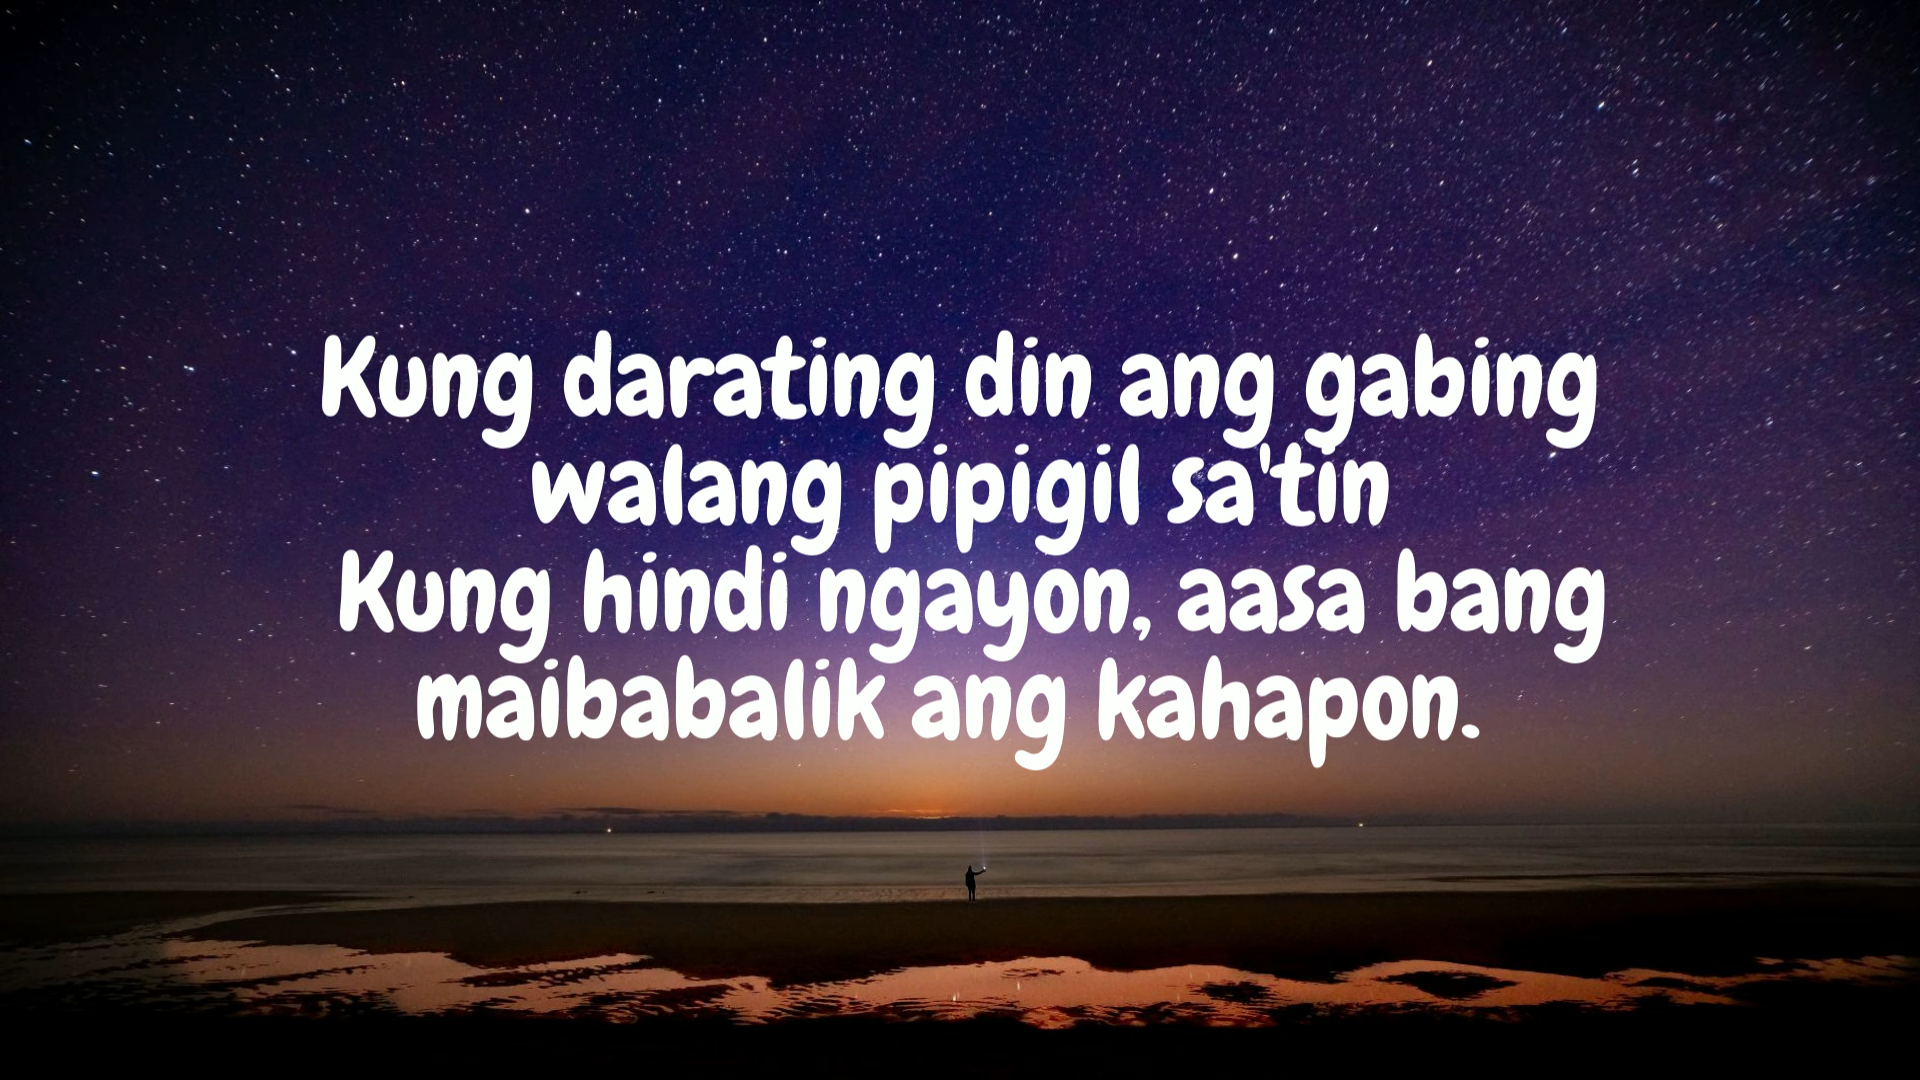 Kung darating din ang gabing
walang pipigil sa'tin
Kung hindi ngayon, aasa bang
maibabalik ang kahapon.